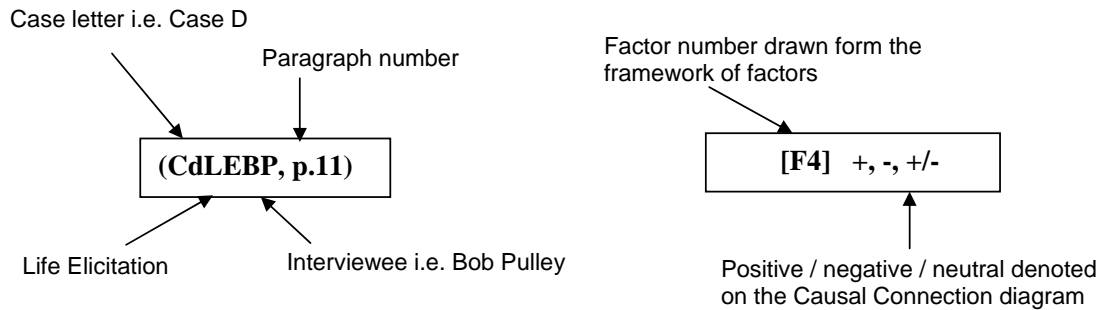 Case letter i.e. Case D
Paragraph number
(CdLEBP, p.11)
Life Elicitation
Interviewee i.e. Bob Pulley
Factor number drawn form the
framework of factors
[F4] +, -, +/-
Positive / negative / neutral denoted
on the Causal Connection diagram